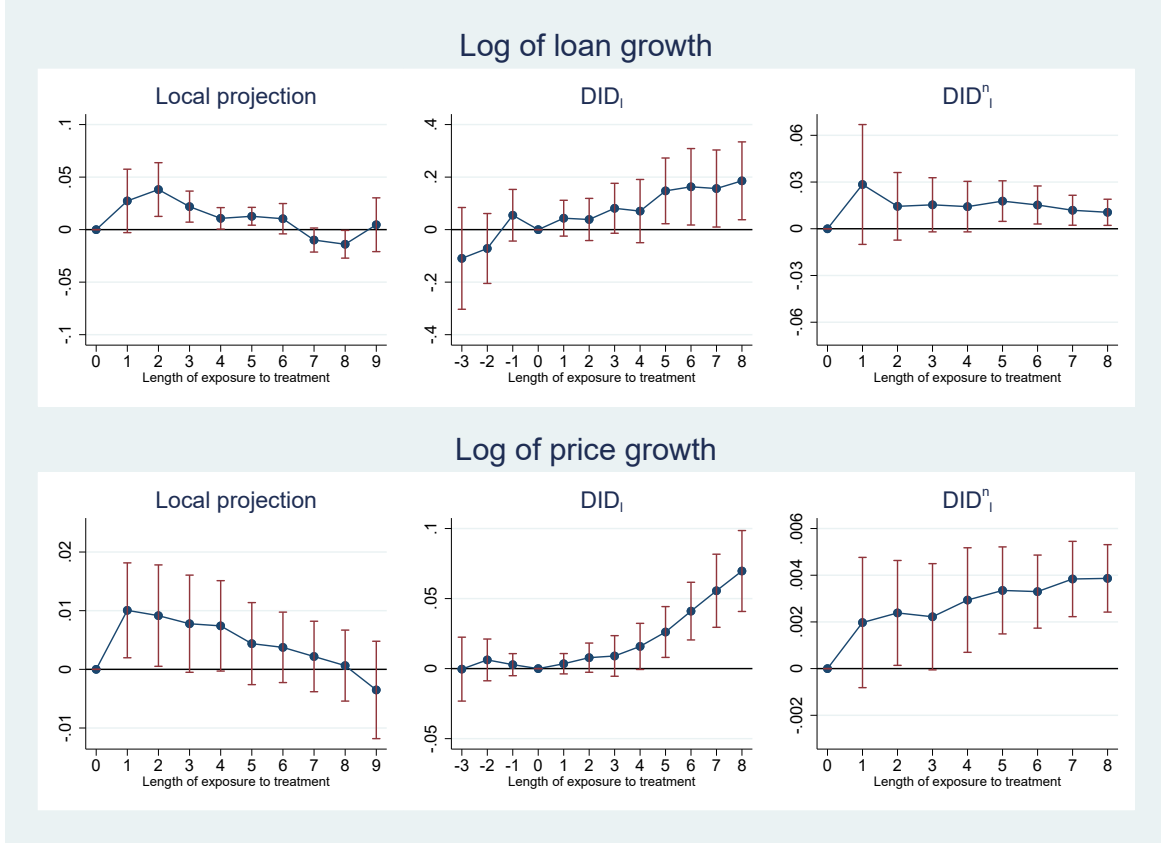 Log of loan growth
Local projection
.1
.05
0
-.05
-.1
0 1 2 3 4 5 6 7 8 9
Length of exposure to treatment
DID_l
.4
.2
0
-.2
-.4
-3 -2 -1 0 1 2 3 4 5 6 7 8
Length of exposure to treatment
DID^n_l
.06
.03
0
-.03
-.06
0 1 2 3 4 5 6 7 8
Length of exposure to treatment
Log of price growth
Local projection
.02
.01
0
-.01
0 1 2 3 4 5 6 7 8 9
Length of exposure to treatment
DID_l
.1
.05
0
-.05
-3 -2 -1 0 1 2 3 4 5 6 7 8
Length of exposure to treatment
DID^n_l
.006
.004
.002
0
-.002
0 1 2 3 4 5 6 7 8
Length of exposure to treatment